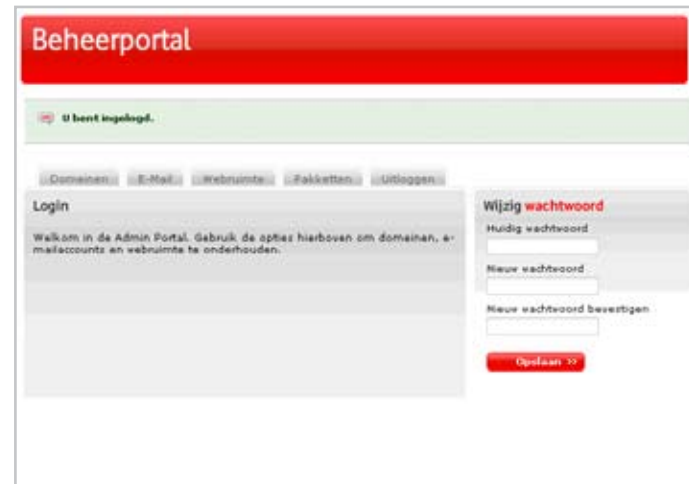 Beheerportal
U bent ingelogd.
Domeinen E-Mail Webruimte Pakketten Uitloggen
Login
Welkom in de Admin Portal. Gebruik de opties hierboven om domeinen, e-
mailaccounts en webruimte te onderhouden.
Wijzig wachtwoord
Huidig wachtwoord
Nieuw wachtwoord
Nieuw wachtwoord bevestigen
Opslaan >>